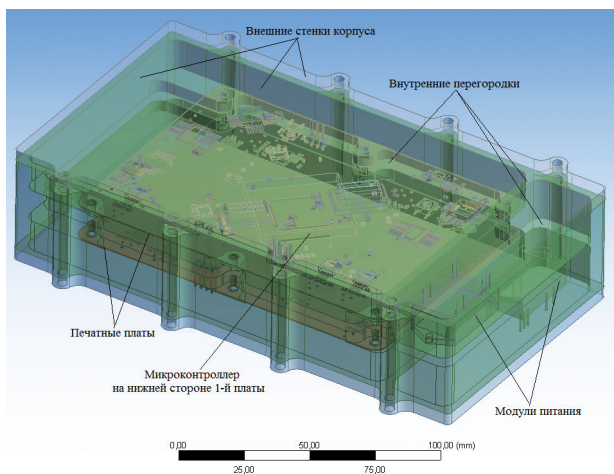 Внешние стенки корпуса
Внутренние перегородки
Печатные платы
Микроконтроллер
на нижней стороне 1-й платы
Модули питания
0,00
50,00
100,00 (mm)
25,00
75,00